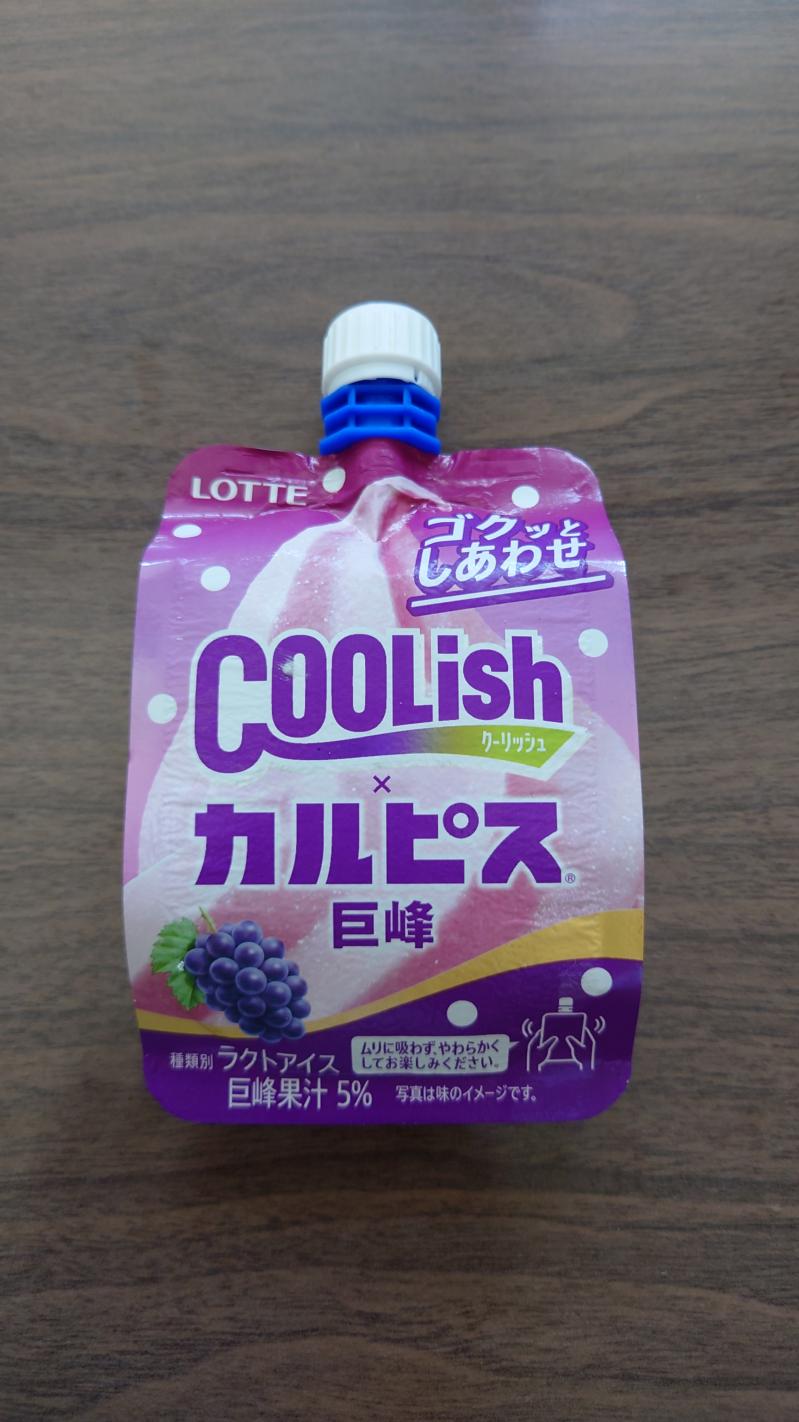 LOTTE
ゴクッと
しあわせ
COOLish
クーリッシュ
×
カルピス®
巨峰
種類別 ラクトアイス
巨峰果汁 5%
ムリに吸わず、やわらかく
してお楽しみください。
写真は味のイメージです。